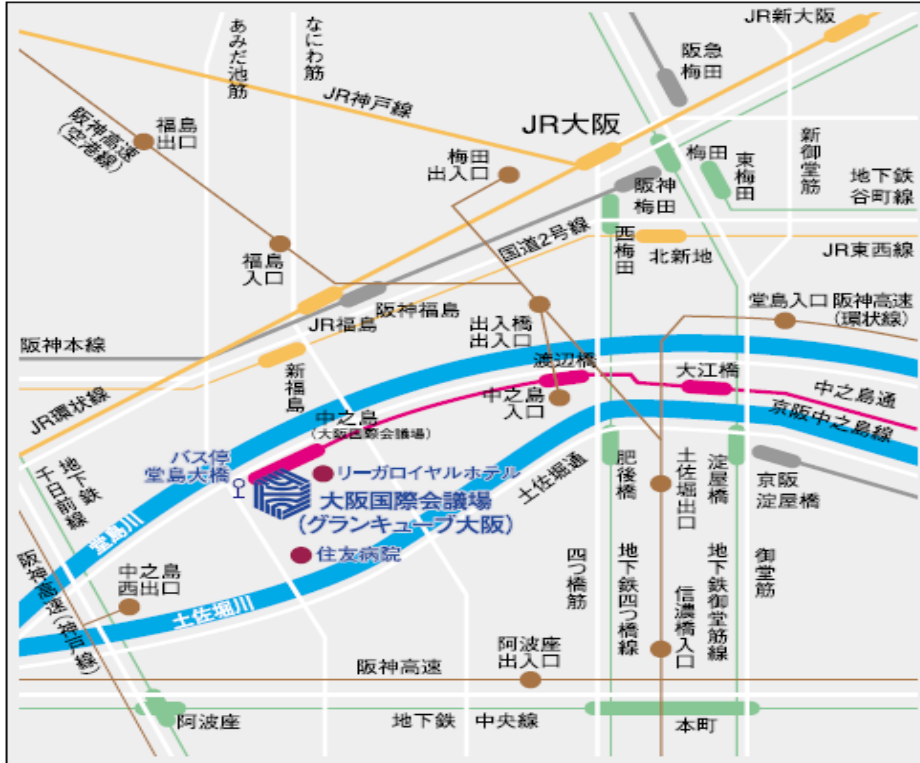 JR新大阪
あみだ池筋
なにわ筋
阪急
梅田
JR神戸線
JR大阪
阪神高速
(空港線)
福島
出口
梅田
出入口
梅田
東梅田
新御堂筋
地下鉄
谷町線
阪神
梅田
西梅田
国道2号線
北新地
JR東西線
福島
入口
阪神福島
JR福島
出入橋
出入口
堂島入口
阪神高速
(環状線)
阪神本線
新福島
渡辺橋
大江橋
中之島
入口
中之島通
京阪中之島線
JR環状線
中之島
(大阪国際会議場)
バス停
堂島大橋
リーガロイヤルホテル
大阪国際会議場
(グランキューブ大阪)
土佐堀通
地下鉄
千日前線
肥後橋
土佐堀出口
淀屋橋
京阪
淀屋橋
堂島川
住友病院
中之島
西出口
阪神高速(神戸線)
土佐堀川
四つ橋筋
地下鉄四つ橋線
信濃橋入口
地下鉄御堂筋線
御堂筋
阪神高速
阿波座
出入口
阿波座
地下鉄
中央線
本町